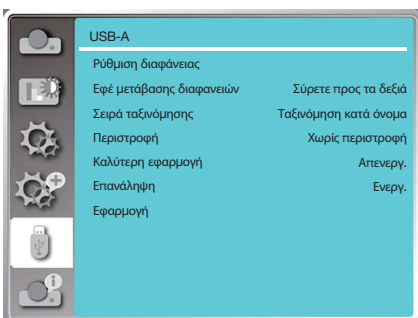 USB-A
Ρύθμιση διαφάνειας
Εφέ μετάβασης διαφανειών Σύρετε προς τα δεξιά
Σειρά ταξινόμησης Ταξινόμηση κατά όνομα
Περιστροφή Χωρίς περιστροφή
Καλύτερη εφαρμογή Απενεργ.
Επανάληψη Ενεργ.
Εφαρμογή